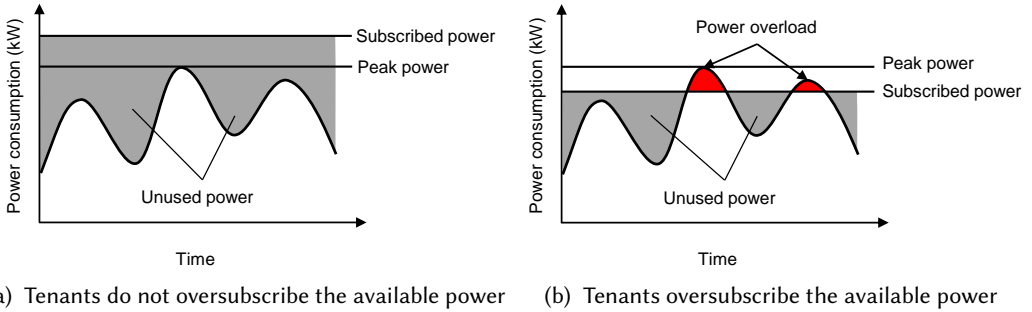 Power consumption (kW)
Subscribed power
Peak power
Unused power
Time
a) Tenants do not oversubscribe the available power
Power consumption (kW)
Power overload
Peak power
Subscribed power
Unused power
Time
(b) Tenants oversubscribe the available power